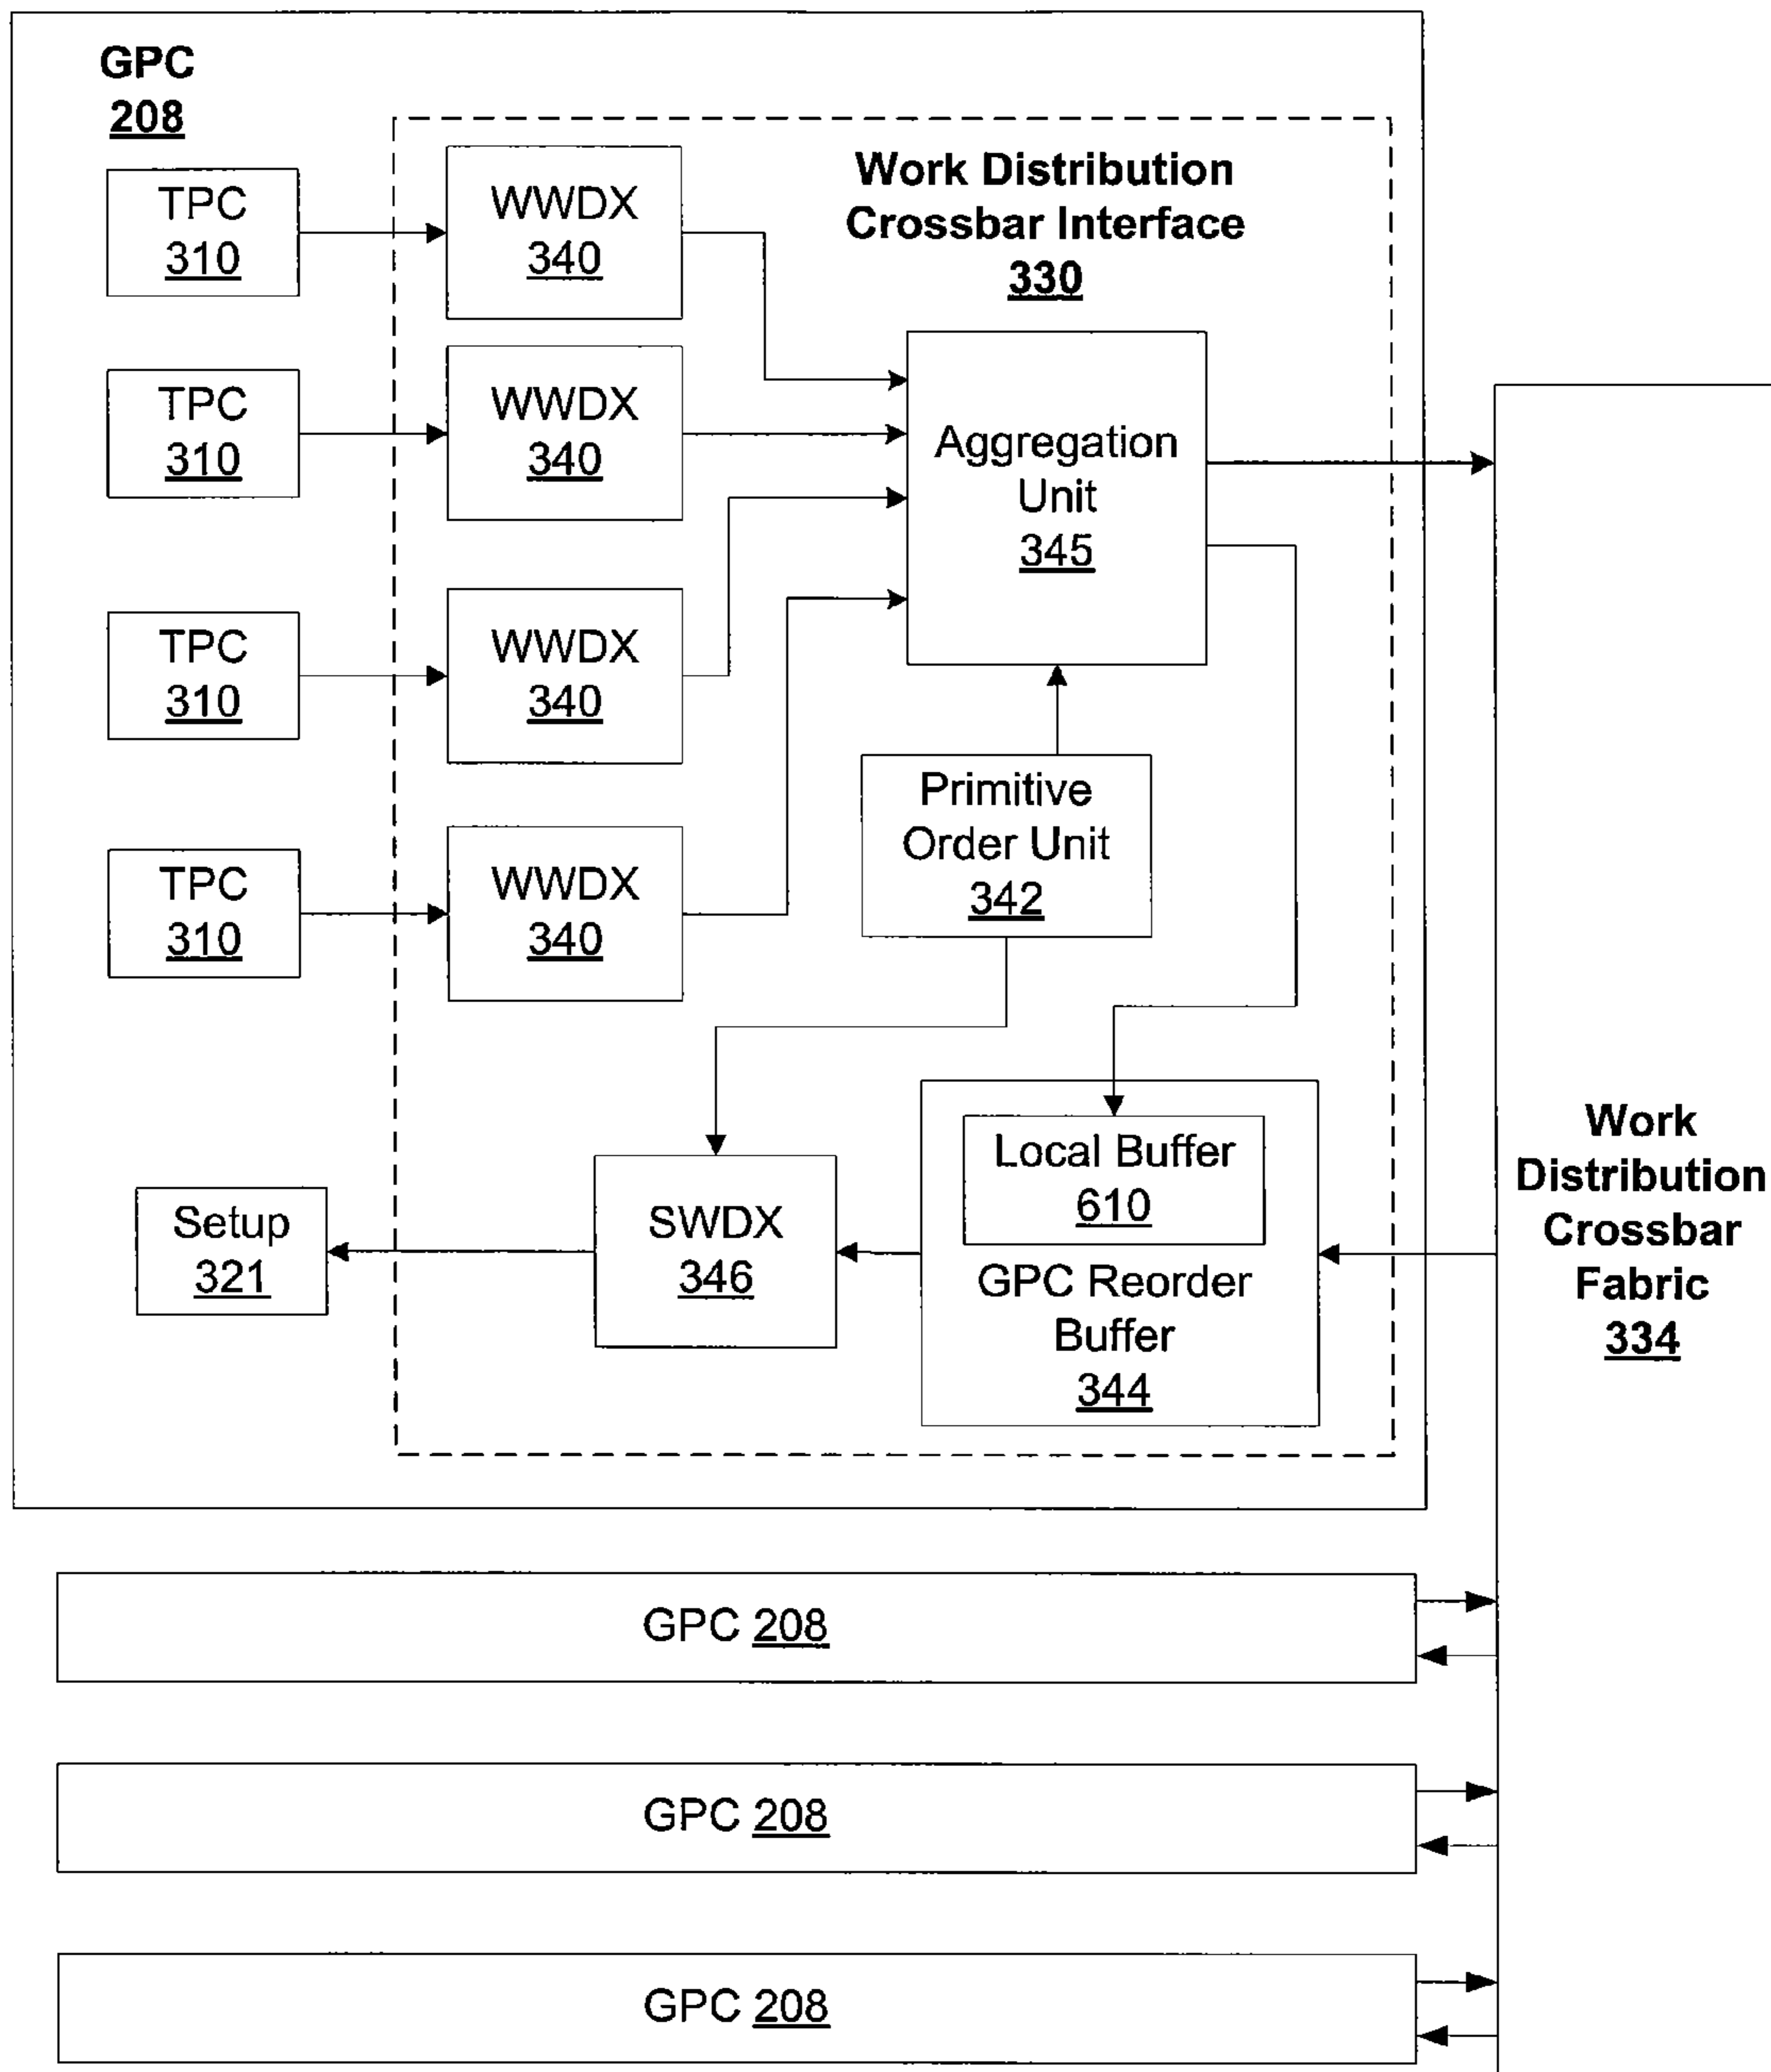 GPC
208
Work Distribution
Crossbar Interface
330
TPC
310
WWDX
340
TPC
310
WWDX
340
Aggregation
Unit
345
TPC
310
WWDX
340
Primitive
Order Unit
342
TPC
310
WWDX
340
Local Buffer
610
GPC Reorder
Buffer
344
SWDX
346
Setup
321
Work
Distribution
Crossbar
Fabric
334
GPC 208
GPC 208
GPC 208